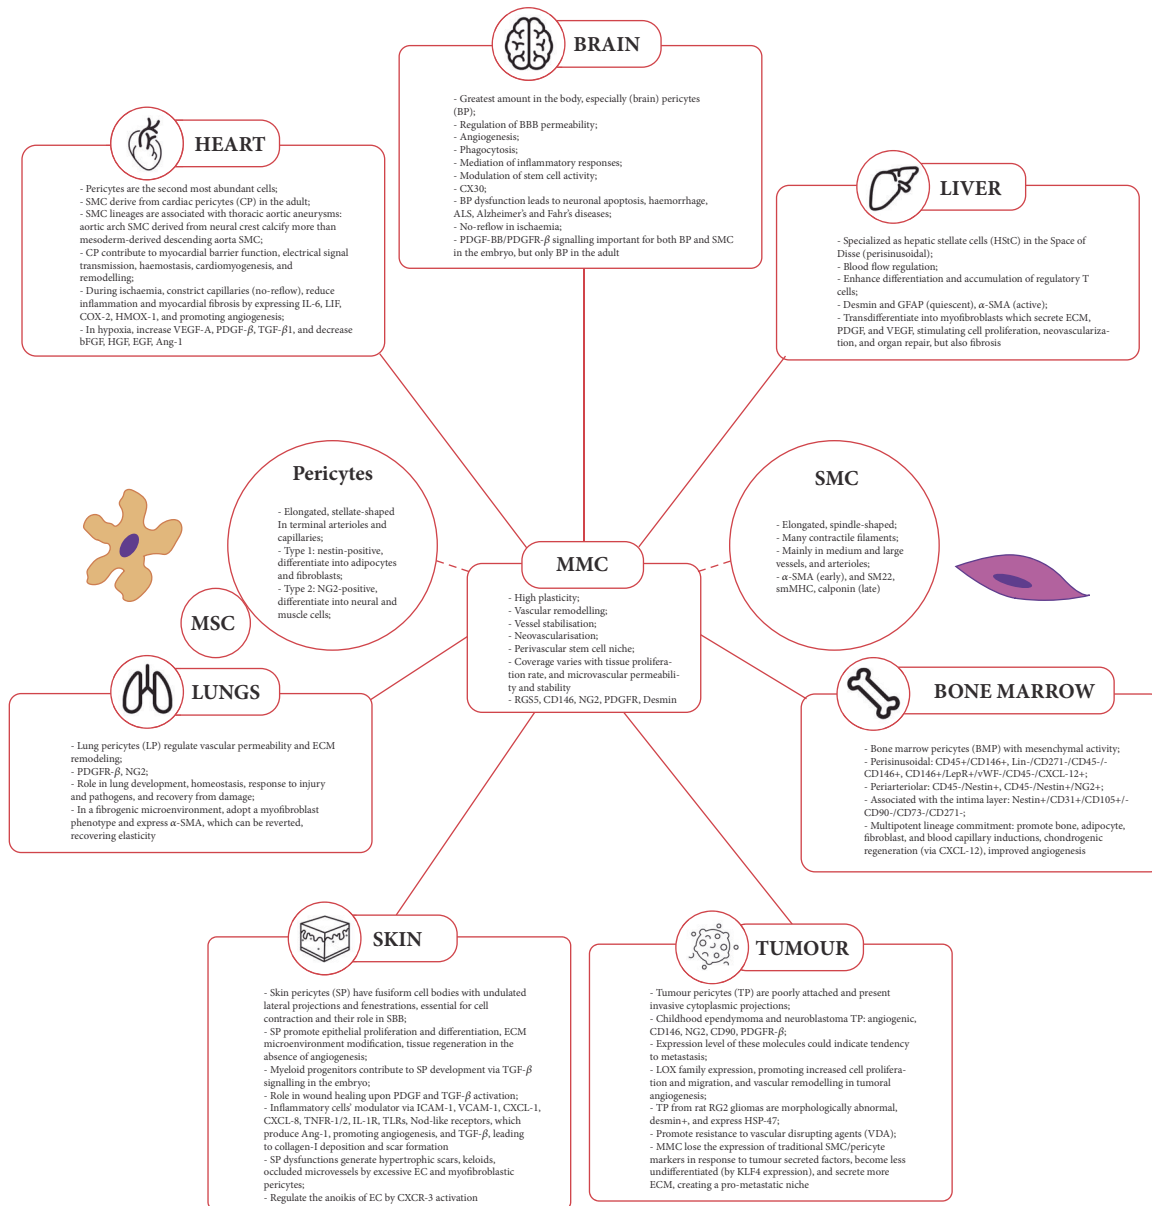 BRAIN
- Greatest amount in the body, especially (brain) pericytes
(BP);
- Regulation of BBB permeability;
- Angiogenesis;
- Phagocytosis;
- Mediation of inflammatory responses;
- Modulation of stem cell activity;
- CX30;
- BP dysfunction leads to neuronal apoptosis, haemorrhage,
ALS, Alzheimer's and Fahr's diseases;
- No-reflow in ischaemia;
- PDGF-BB/PDGFR-β signalling important for both BP and SMC
in the embryo, but only BP in the adult
HEART
- Pericytes are the second most abundant cells;
- SMC derive from cardiac pericytes (CP) in the adult;
- SMC lineages are associated with thoracic aortic aneurysms:
aortic arch SMC derived from neural crest calcify more than
mesoderm-derived descending aorta SMC;
- CP contribute to myocardial barrier function, electrical signal
transmission, haemostasis, cardiomyogenesis, and
remodelling;
- During ischaemia, constrict capillaries (no-reflow), reduce
inflammation and myocardial fibrosis by expressing IL-6, LIF,
COX-2, HMOX-1, and promoting angiogenesis;
- In hypoxia, increase VEGF-A, PDGF-β, TGF-β1, and decrease
bFGF, HGF, EGF, Ang-1
LIVER
- Specialized as hepatic stellate cells (HStC) in the Space of
Disse (perisinusoidal);
- Blood flow regulation;
- Enhance differentiation and accumulation of regulatory T
cells;
- Desmin and GFAP (quiescent), α-SMA (active);
- Transdifferentiate into myofibroblasts which secrete ECM,
PDGF, and VEGF, stimulating cell proliferation, neovasculariza-
tion, and organ repair, but also fibrosis
Pericytes
- Elongated, stellate-shaped
In terminal arterioles and
capillaries;
- Type 1: nestin-positive,
differentiate into adipocytes
and fibroblasts;
- Type 2: NG2-positive,
differentiate into neural and
muscle cells;
MSC
SMC
- Elongated, spindle-shaped;
- Many contractile filaments;
- Mainly in medium and large
vessels, and arterioles;
- α-SMA (early), and SM22,
smMHC, calponin (late)
MMC
- High plasticity;
- Vascular remodelling;
- Vessel stabilisation;
- Neovascularisation;
- Perivascular stem cell niche;
- Coverage varies with tissue prolifera-
tion rate, and microvascular permeabili-
ty and stability
- RGS5, CD146, NG2, PDGFR, Desmin
LUNGS
- Lung pericytes (LP) regulate vascular permeability and ECM
remodeling;
- PDGFR-β, NG2;
- Role in lung development, homeostasis, response to injury
and pathogens, and recovery from damage;
- In a fibrogenic microenvironment, adopt a myofibroblast
phenotype and express α-SMA, which can be reverted,
recovering elasticity
BONE MARROW
- Bone marrow pericytes (BMP) with mesenchymal activity;
- Perisinusoidal: CD45+/CD146+, Lin-/CD271-/CD45-/-
CD146+, CD146+/LepR+/vWF-/CD45-/CXCL-12+;
- Periarteriolar: CD45-/Nestin+, CD45-/Nestin+/NG2+;
- Associated with the intima layer: Nestin+/CD31+/CD105+/-
CD90-/CD73-/CD271-;
- Multipotent lineage commitment: promote bone, adipocyte,
fibroblast, and blood capillary inductions, chondrogenic
regeneration (via CXCL-12), improved angiogenesis
SKIN
- Skin pericytes (SP) have fusiform cell bodies with undulated
lateral projections and fenestrations, essential for cell
contraction and their role in SBB;
- SP promote epithelial proliferation and differentiation, ECM
microenvironment modification, tissue regeneration in the
absence of angiogenesis;
- Myeloid progenitors contribute to SP development via TGF-β
signalling in the embryo;
- Role in wound healing upon PDGF and TGF-β activation;
- Inflammatory cells' modulator via ICAM-1, VCAM-1, CXCL-1,
CXCL-8, TNFR-1/2, IL-1R, TLRs, Nod-like receptors, which
produce Ang-1, promoting angiogenesis, and TGF-β, leading
to collagen-I deposition and scar formation
- SP dysfunctions generate hypertrophic scars, keloids,
occluded microvessels by excessive EC and myofibroblastic
pericytes;
- Regulate the anoikis of EC by CXCR-3 activation
TUMOUR
- Tumour pericytes (TP) are poorly attached and present
invasive cytoplasmic projections;
- Childhood ependymoma and neuroblastoma TP: angiogenic,
CD146, NG2, CD90, PDGFR-β;
- Expression level of these molecules could indicate tendency
to metastasis;
- LOX family expression, promoting increased cell prolifera-
tion and migration, and vascular remodelling in tumoral
angiogenesis;
- TP from rat RG2 gliomas are morphologically abnormal,
desmin+, and express HSP-47;
- Promote resistance to vascular disrupting agents (VDA);
- MMC lose the expression of traditional SMC/pericyte
markers in response to tumour secreted factors, become less
undifferentiated (by KLF4 expression), and secrete more
ECM, creating a pro-metastatic niche